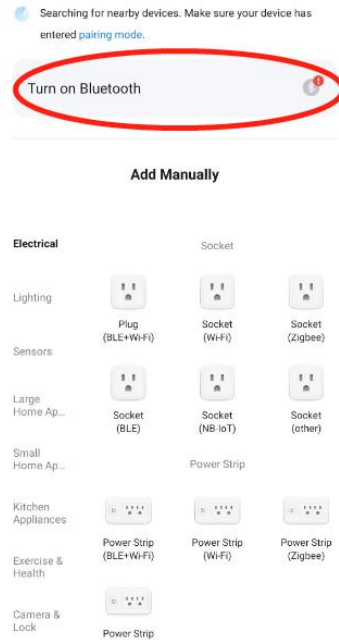 Searching for nearby devices. Make sure your device has
entered pairing mode.
Turn on Bluetooth
Add Manually
Electrical
Socket
Lighting
Plug
(BLE+Wi-Fi)
Socket
(Wi-Fi)
Socket
(Zigbee)
Sensors
Large
Home Ap...
Socket
(BLE)
Socket
(NB-IoT)
Socket
(other)
Small
Home Ap...
Power Strip
Kitchen
Appliances
Power Strip
(BLE+Wi-Fi)
Power Strip
(Wi-Fi)
Power Strip
(Zigbee)
Exercise &
Health
Camera &
Lock
Power Strip